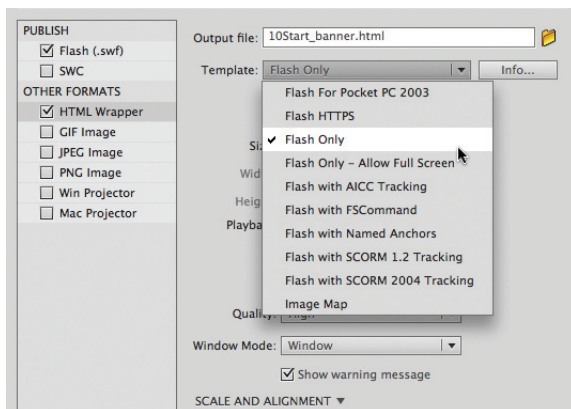 PUBLISH
Flash (.swf)
SWC
OTHER FORMATS
HTML Wrapper
GIF Image
JPEG Image
PNG Image
Win Projector
Mac Projector
Output file: 10Start_banner.html
Template: Flash Only Info...
Flash For Pocket PC 2003
Flash HTTPS
Flash Only
Flash Only – Allow Full Screen
Flash with AICC Tracking
Flash with FSCommand
Flash with Named Anchors
Flash with SCORM 1.2 Tracking
Flash with SCORM 2004 Tracking
Image Map
Window Mode: Window
Show warning message
SCALE AND ALIGNMENT